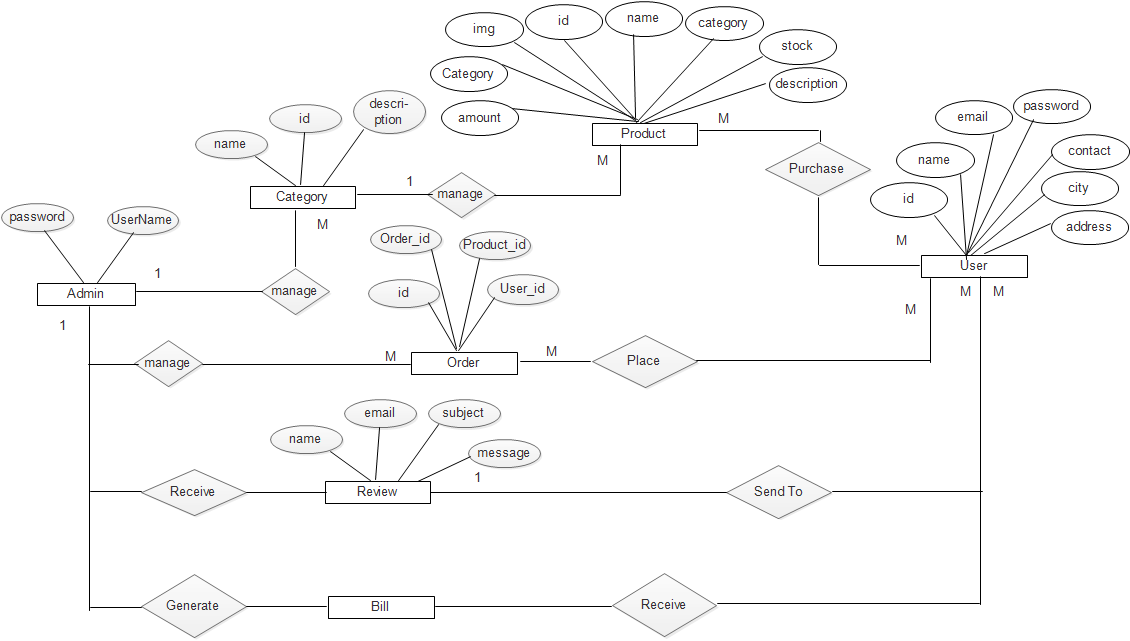 img
id
name
category
stock
Category
description
amount
Product
M
M
Purchase
email
password
contact
name
city
id
address
M
User
M
M
M
id
descri-
ption
name
Category
1
manage
M
password
UserName
1
manage
Admin
1
Order_id
Product_id
id
User_id
manage
M
Order
M
Place
name
email
subject
message
1
Receive
Review
Send To
Generate
Bill
Receive